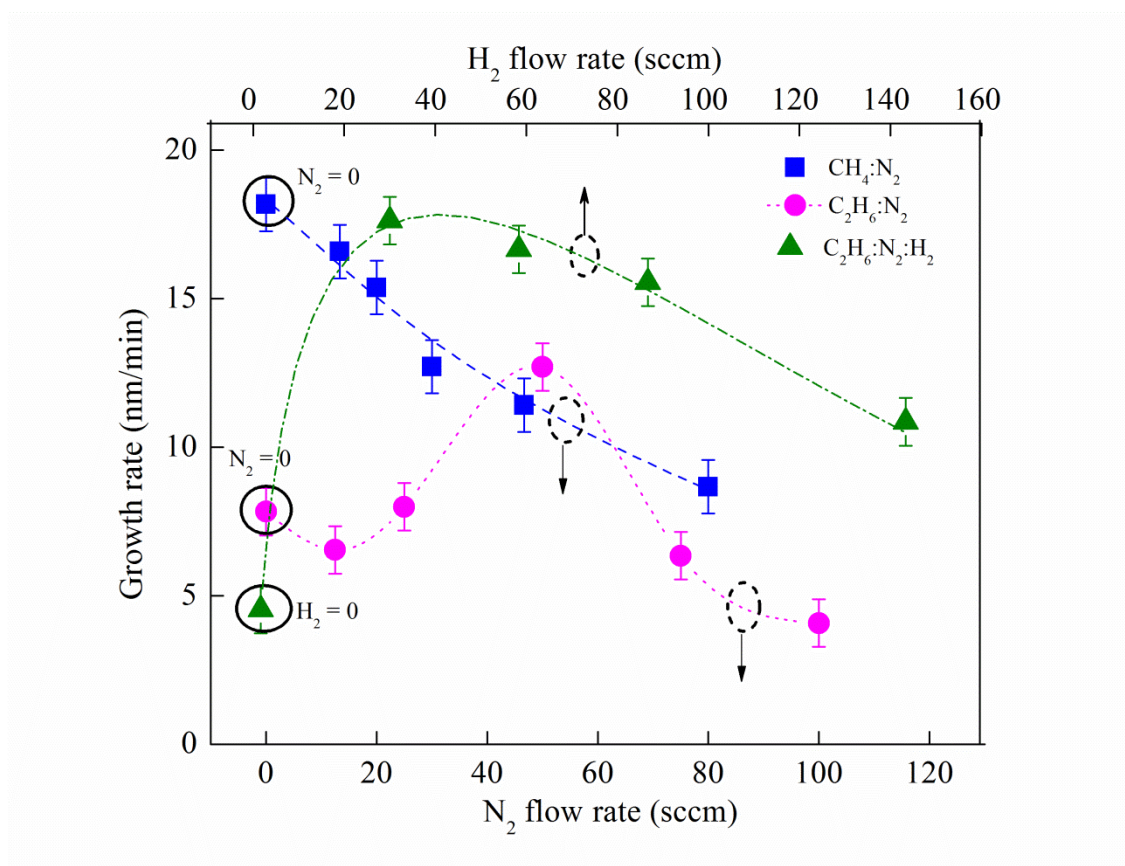 H₂ flow rate (sccm)
0 20 40 60 80 100 120 140 160
20
15
10
5
0
Growth rate (nm/min)
N₂ = 0
N₂ = 0
H₂ = 0
CH₄:N₂
C₂H₆:N₂
C₂H₆:N₂:H₂
0 20 40 60 80 100 120
N₂ flow rate (sccm)